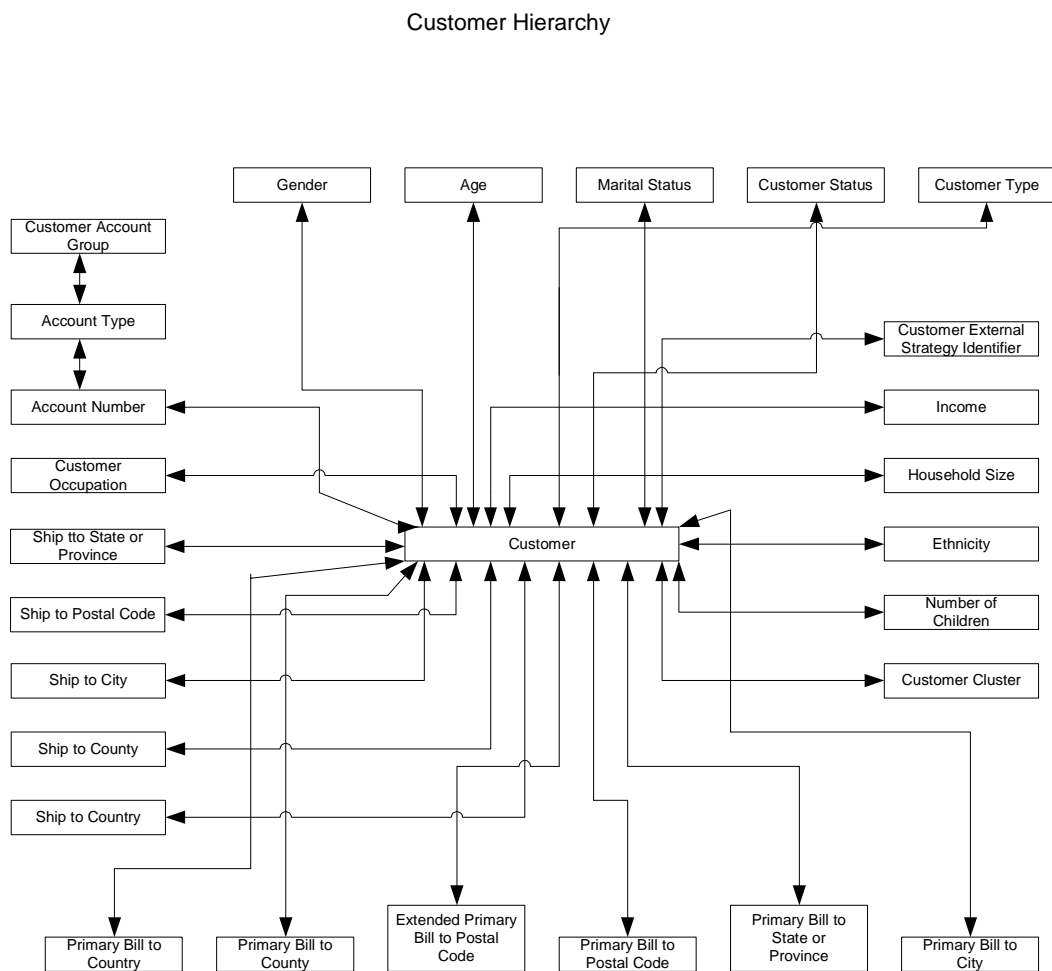 Customer Hierarchy
Gender
Age
Marital Status
Customer Status
Customer Type
Customer Account
Group
Account Type
Customer External
Strategy Identifier
Account Number
Income
Customer
Occupation
Household Size
Ship tto State or
Province
Customer
Ethnicity
Ship to Postal Code
Number of
Children
Ship to City
Customer Cluster
Ship to County
Ship to Country
Primary Bill to
Country
Primary Bill to
County
Extended Primary
Bill to Postal
Code
Primary Bill to
Postal Code
Primary Bill to
State or
Province
Primary Bill to
City